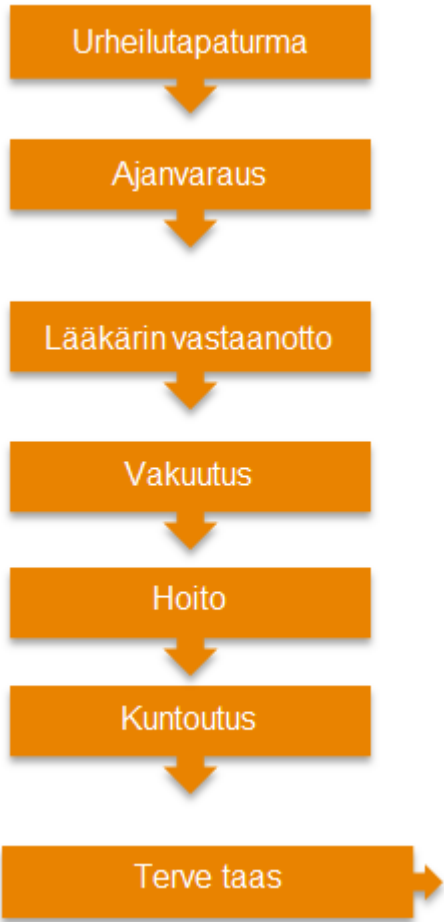 Urheilutapaturma
Ajanvaraus
Lääkärin vastaanotto
Vakuutus
Hoito
Kuntoutus
Terve taas